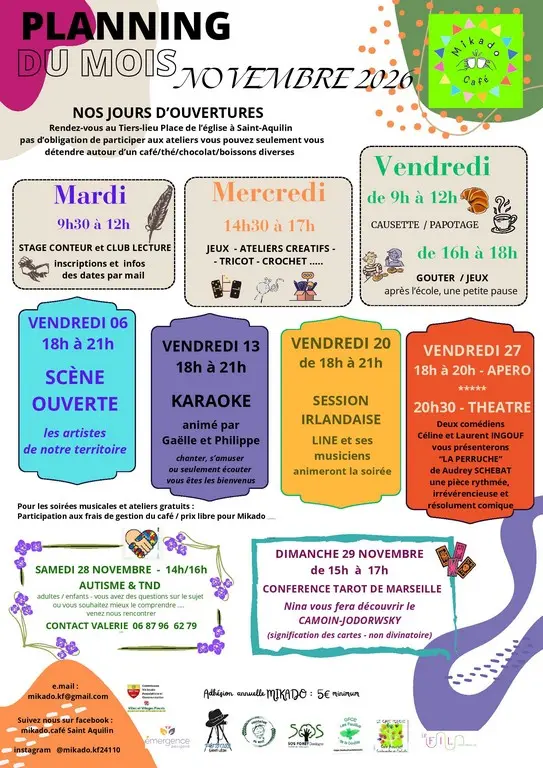 PLANNING
DU MOIS
NOVEMBRE 2026
Mikado
Café
NOS JOURS D'OUVERTURES
Rendez-vous au Tiers-lieu Place de l'église à Saint-Aquilin
pas d'obligation de participer aux ateliers vous pouvez seulement vous
détendre autour d'un café/thé/chocolat/boissons diverses
Mardi
9h30 à 12h
STAGE CONTEUR et CLUB LECTURE
inscriptions et infos
des dates par mail
Mercredi
14h30 à 17h
JEUX - ATELIERS CREATIFS -
- TRICOT - CROCHET .....
Vendredi
de 9h à 12h
CAUSETTE / PAPOTAGE
de 16h à 18h
GOUTER / JEUX
après l'école, une petite pause
VENDREDI 06
18h à 21h
SCÈNE
OUVERTE
les artistes
de notre territoire
VENDREDI 13
18h à 21h
KARAOKE
animé par
Gaëlle et Philippe
chanter, s'amuser
ou seulement écouter
vous êtes les bienvenus
VENDREDI 20
de 18h à 21h
SESSION
IRLANDAISE
LINE et ses
musiciens
animeront la soirée
VENDREDI 27
18h à 20h - APERO
*****
20h30 - THEATRE
Deux comédiens
Céline et Laurent INGOUF
vous présenterons
"LA PERRUCHE"
de Audrey SCHEBAT
une pièce rythmée,
irrévérencieuse et
résolument comique
Pour les soirées musicales et ateliers gratuits :
Participation aux frais de gestion du café / prix libre pour Mikado ....
SAMEDI 28 NOVEMBRE - 14h/16h
AUTISME & TND
adultes / enfants - vous avez des questions sur le sujet
ou vous souhaitez mieux le comprendre ....
venez nous rencontrer
CONTACT VALERIE 06 87 96 62 79
DIMANCHE 29 NOVEMBRE
de 15h à 17h
CONFERENCE TAROT DE MARSEILLE
Nina vous fera découvrir le
CAMOIN-JODORWSKY
(signification des cartes - non divinatoire)
e.mail :
mikado.kf@gmail.com
Suivez nous sur facebook :
mikado.café Saint Aquilin
instagram @mikado.kf24110
Adhésion annuelle MIKADO : 5€ minimum
émergence
SOS
SOS FORÊT Dordogne
LE FIL